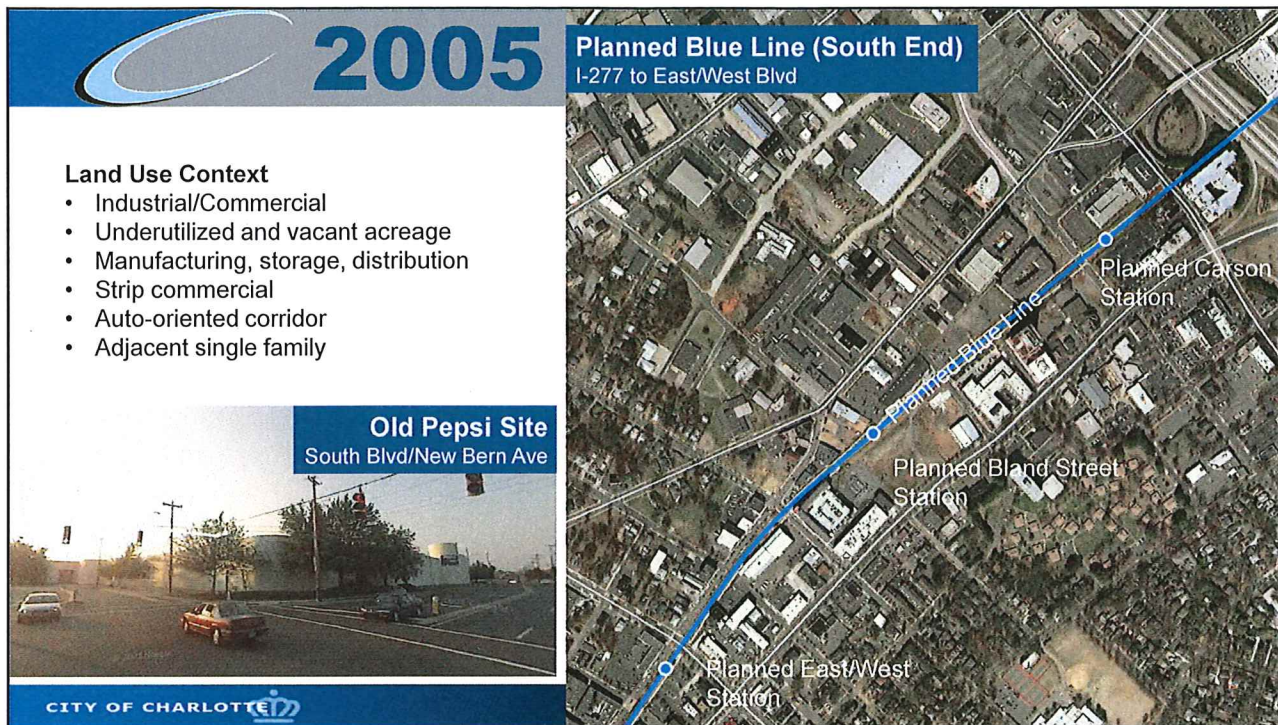 2005
Planned Blue Line (South End)
I-277 to East/West Blvd
Land Use Context
• Industrial/Commercial
• Underutilized and vacant acreage
• Manufacturing, storage, distribution
• Strip commercial
• Auto-oriented corridor
• Adjacent single family
Old Pepsi Site
South Blvd/New Bern Ave
CITY OF CHARLOTTE
Planned Carson
Station
Planned Blue Line
Planned Bland Street
Station
Planned East/West
Station